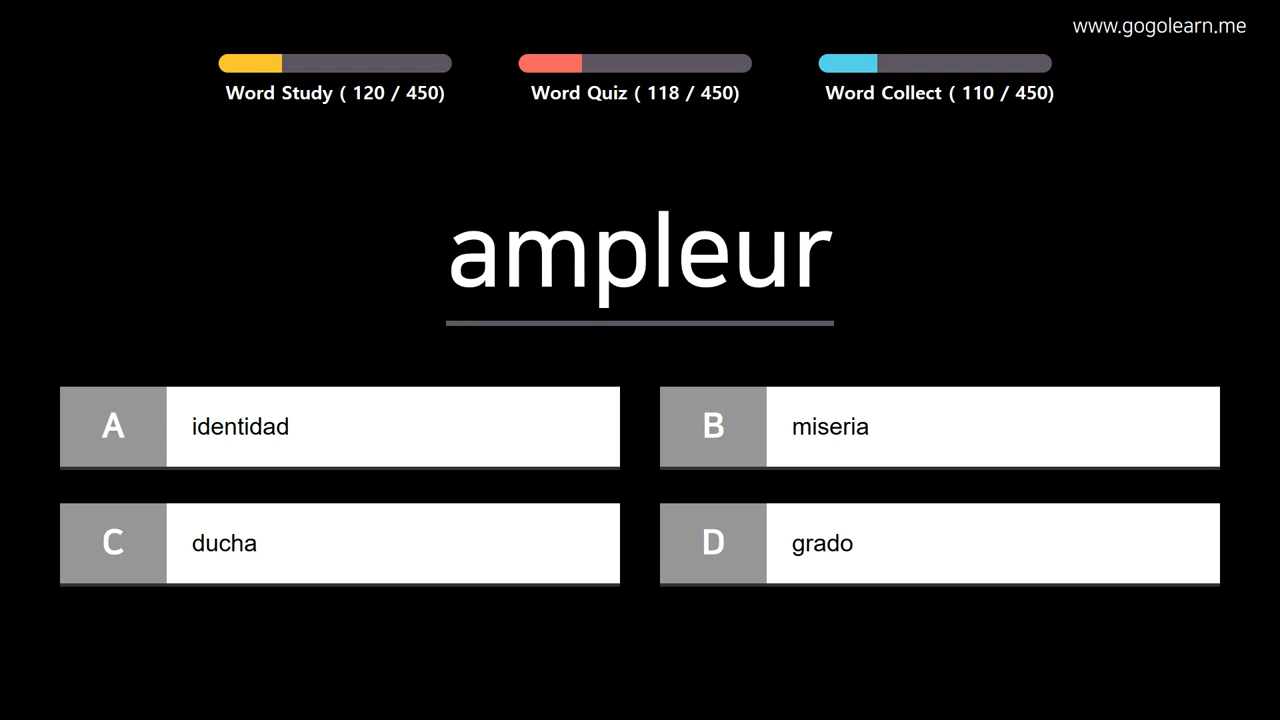 www.gogolearn.me
Word Study ( 120 / 450)
Word Quiz ( 118 / 450)
Word Collect ( 110 / 450)
ampleur
A identidad
B miseria
C ducha
D grado